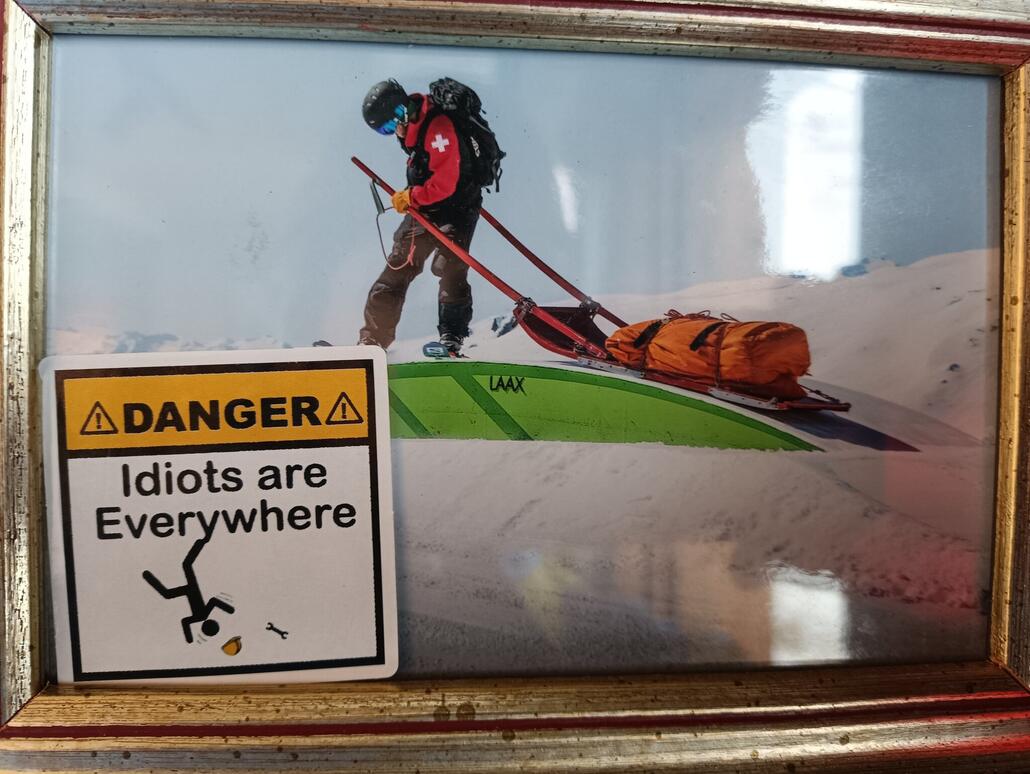 LAAX
DANGER
Idiots are
Everywhere